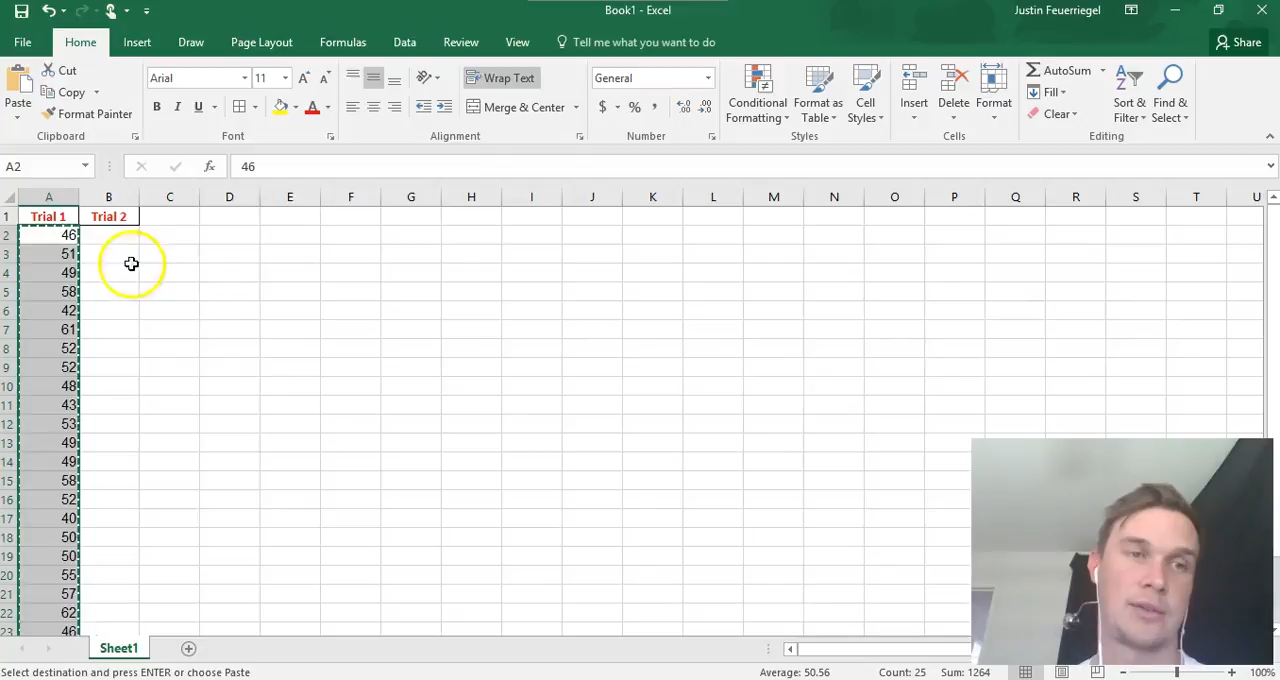 Book1 - Excel
Justin Feuerriegel
File Home Insert Draw Page Layout Formulas Data Review View Tell me what you want to do Share
Paste
Cut
Copy
Format Painter
Clipboard
Arial 11
B I U
Font
Wrap Text
Merge & Center
Alignment
General
$ % ,
Number
Conditional Formatting
Format as Table
Cell Styles
Styles
Insert Delete Format
Cells
AutoSum
Fill
Clear
Sort & Filter
Find & Select
Editing
A2 fx 46
A B C D E F G H I J K L M N O P Q R S T U
1 Trial 1 Trial 2
2 46
3 51
4 49
5 58
6 42
7 61
8 52
9 52
10 48
11 43
12 53
13 49
14 49
15 58
16 52
17 40
18 50
19 50
20 55
21 57
22 62
23 46
Sheet1
Select destination and press ENTER or choose Paste Average: 50.56 Count: 25 Sum: 1264 100%